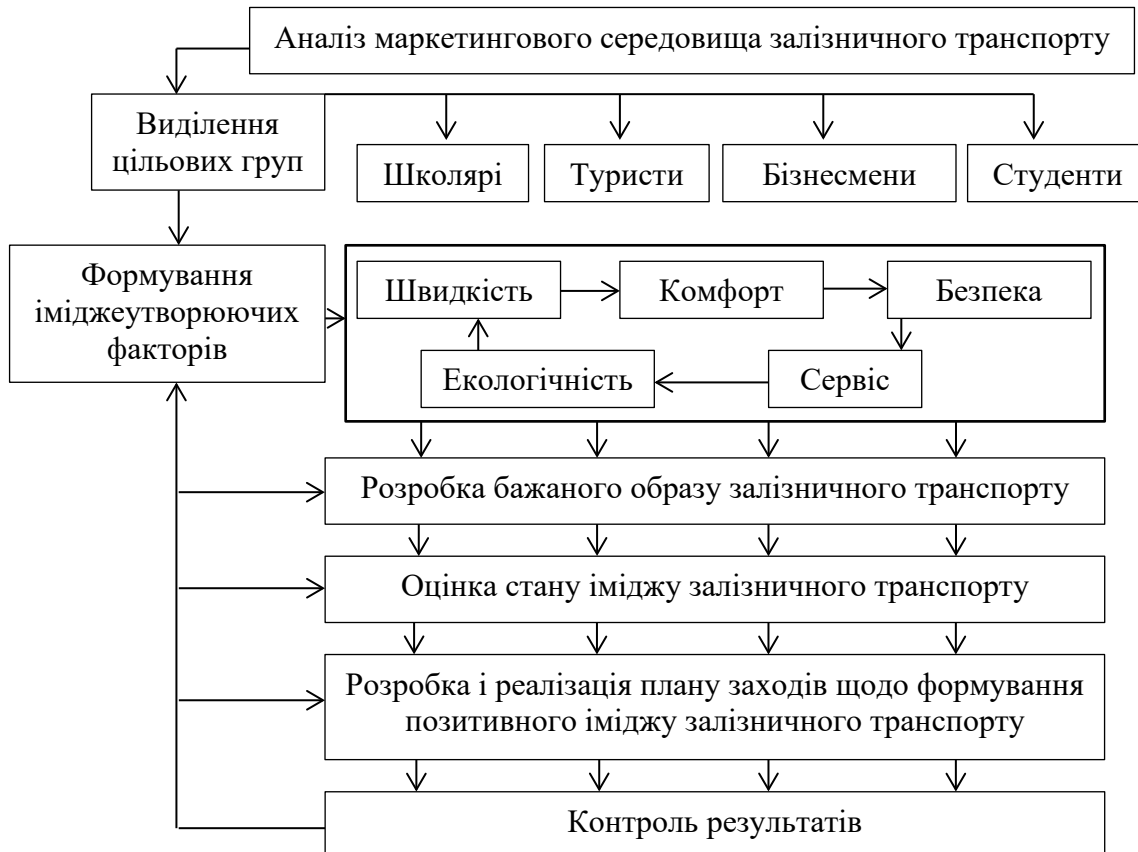 Аналіз маркетингового середовища залізничного транспорту
Виділення
цільових груп
Школярі
Туристи
Бізнесмени
Студенти
Формування
іміджеутворюючих
факторів
Швидкість
Комфорт
Безпека
Екологічність
Сервіс
Розробка бажаного образу залізничного транспорту
Оцінка стану іміджу залізничного транспорту
Розробка і реалізація плану заходів щодо формування
позитивного іміджу залізничного транспорту
Контроль результатів